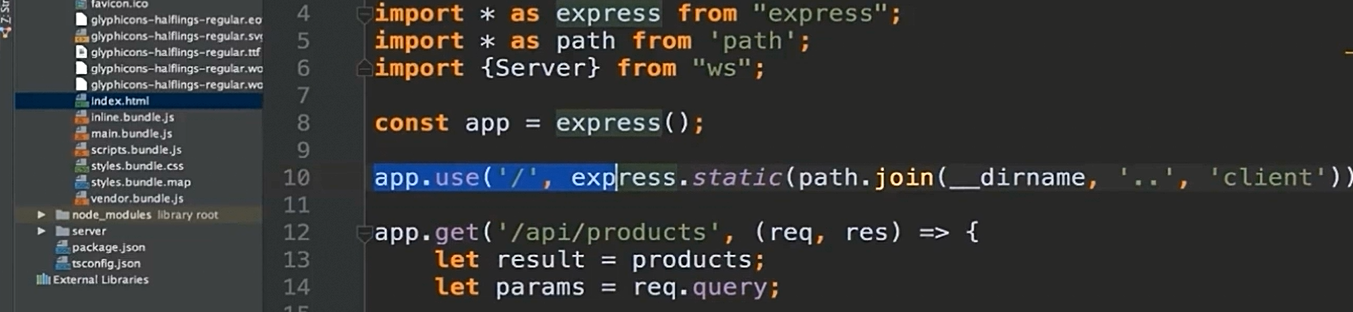 Z: Str
favicon.ico
glyphicons-halflings-regular.eo
glyphicons-halflings-regular.svg
glyphicons-halflings-regular.ttf
glyphicons-halflings-regular.wo
glyphicons-halflings-regular.wo
index.html
inline.bundle.js
main.bundle.js
scripts.bundle.js
styles.bundle.css
styles.bundle.map
vendor.bundle.js
node_modules library root
server
package.json
tsconfig.json
External Libraries
4 import * as express from "express";
5 import * as path from 'path';
6 import {Server} from "ws";
7
8 const app = express();
9
10 app.use('/', express.static(path.join(__dirname, '..', 'client'))
11
12 app.get('/api/products', (req, res) => {
13 let result = products;
14 let params = req.query;